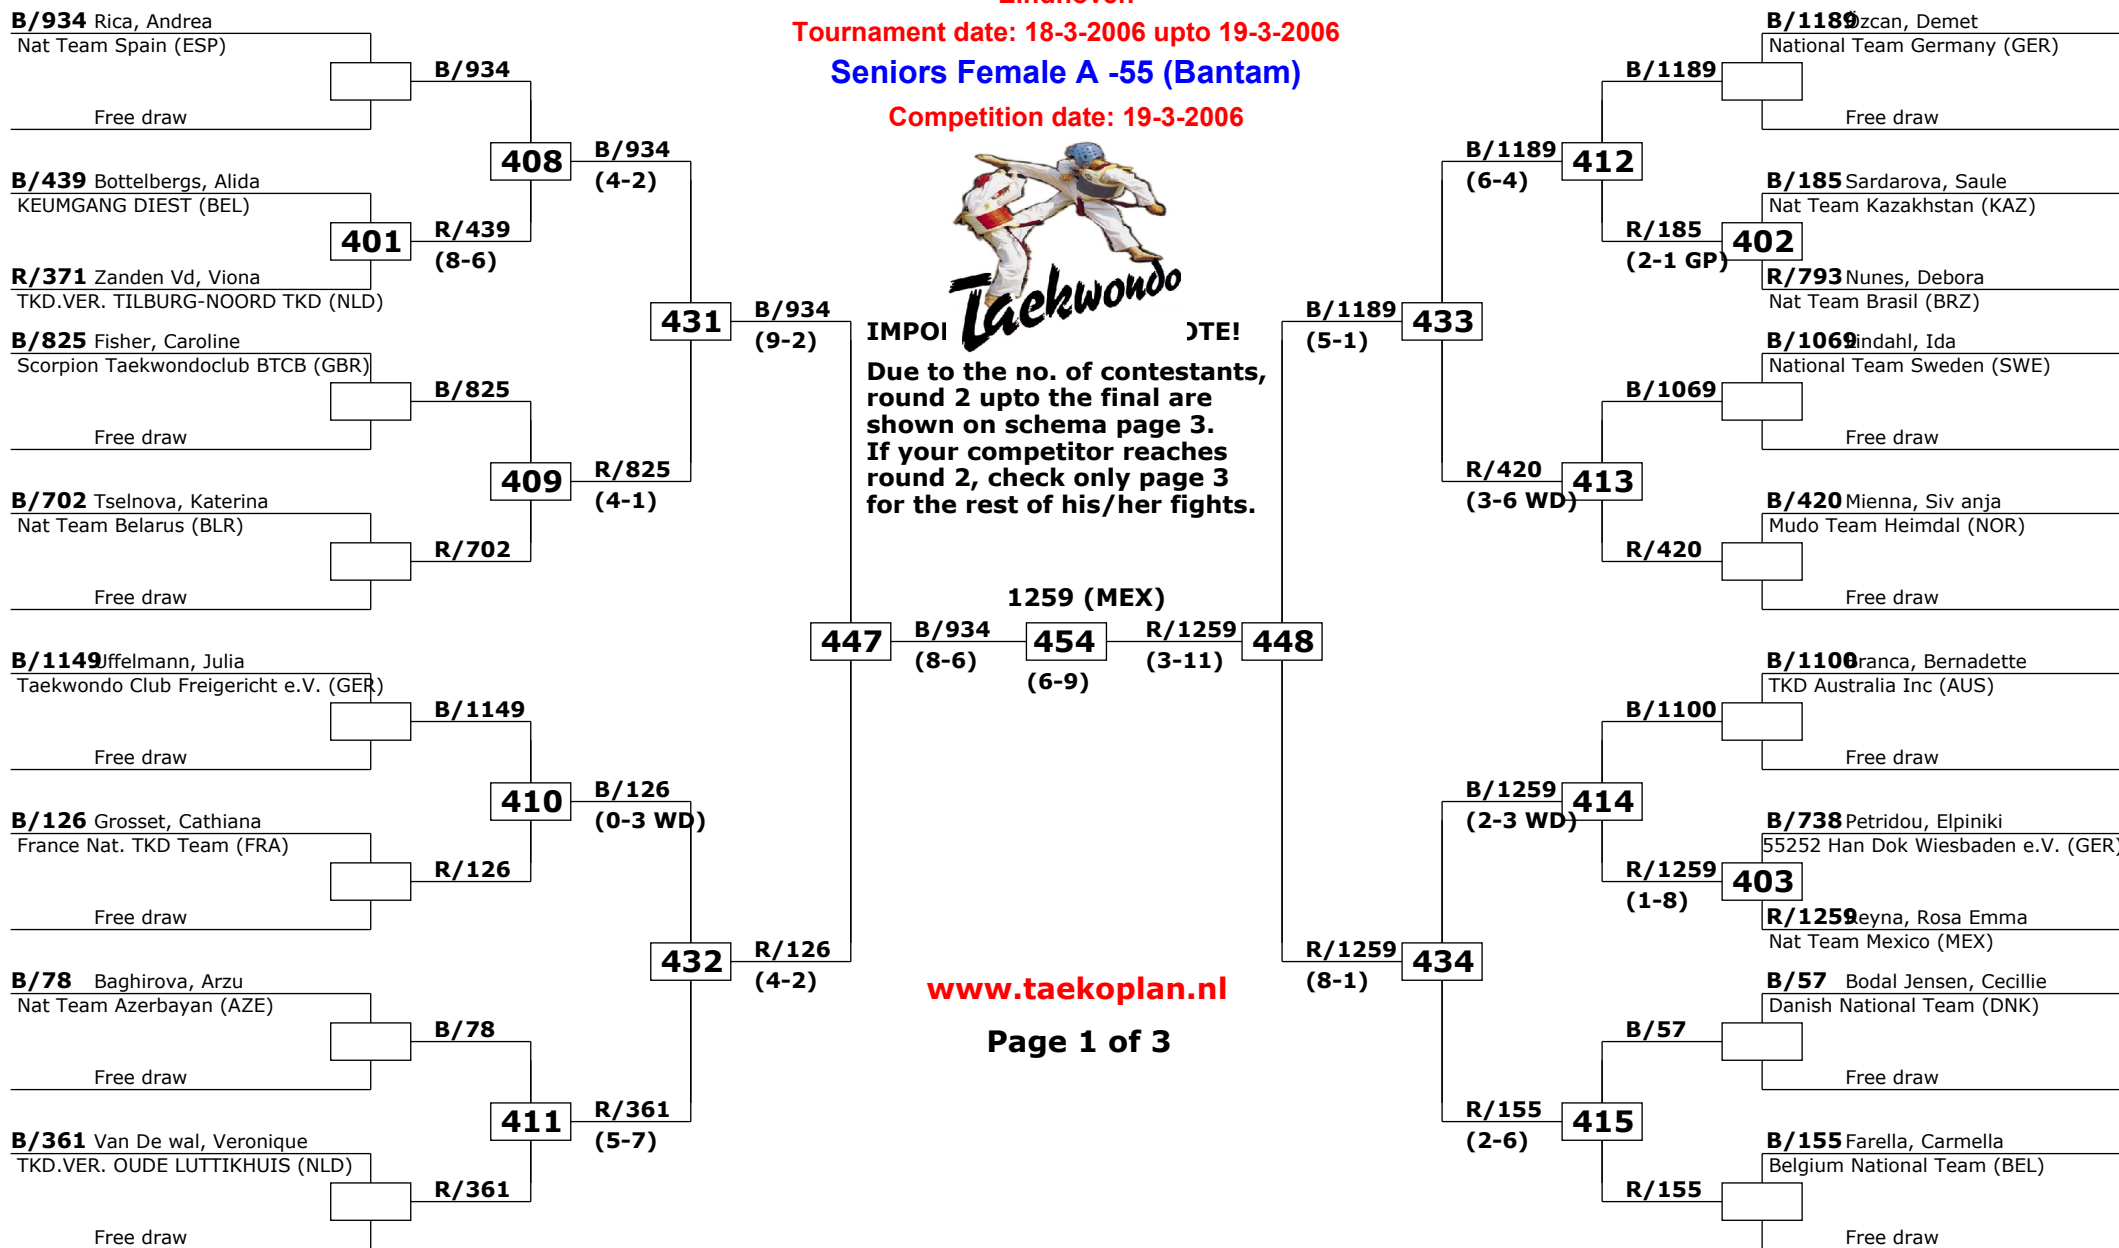 Eindhoven
Tournament date: 18-3-2006 upto 19-3-2006
Seniors Female A -55 (Bantam)
Competition date: 19-3-2006
Taekwondo
B/934 Rica, Andrea
Nat Team Spain (ESP)
Free draw
B/439 Bottelbergs, Alida
KEUMGANG DIEST (BEL)
R/371 Zanden Vd, Viona
TKD.VER. TILBURG-NOORD TKD (NLD)
B/825 Fisher, Caroline
Scorpion Taekwondoclub BTCB (GBR)
Free draw
B/702 Tselnova, Katerina
Nat Team Belarus (BLR)
Free draw
B/1149 Uffelmann, Julia
Taekwondo Club Freigericht e.V. (GER)
Free draw
B/126 Grosset, Cathiana
France Nat. TKD Team (FRA)
Free draw
B/78 Baghirova, Arzu
Nat Team Azerbayan (AZE)
Free draw
B/361 Van De wal, Veronique
TKD.VER. OUDE LUTTIKHUIS (NLD)
Free draw
B/934
401
R/439
(8-6)
B/825
R/702
B/1149
R/126
B/78
R/361
408
B/934
(4-2)
409
R/825
(4-1)
410
B/126
(0-3 WD)
411
R/361
(5-7)
431
B/934
(9-2)
432
R/126
(4-2)
IMPO OTE!
Due to the no. of contestants,
round 2 upto the final are
shown on schema page 3.
If your competitor reaches
round 2, check only page 3
for the rest of his/her fights.
1259 (MEX)
447
B/934
(8-6)
454
(6-9)
R/1259
(3-11)
448
www.taekoplan.nl
Page 1 of 3
B/1189
(5-1)
433
R/1259
(8-1)
434
B/1189
(6-4)
412
R/420
(3-6 WD)
413
B/1259
(2-3 WD)
414
R/155
(2-6)
415
B/1189
R/185
(2-1 GP)
402
B/1069
R/420
B/1100
R/1259
(1-8)
403
B/57
R/155
B/1189 Özcan, Demet
National Team Germany (GER)
Free draw
B/185 Sardarova, Saule
Nat Team Kazakhstan (KAZ)
R/793 Nunes, Debora
Nat Team Brasil (BRZ)
B/1069 Lindahl, Ida
National Team Sweden (SWE)
Free draw
B/420 Mienna, Siv anja
Mudo Team Heimdal (NOR)
Free draw
B/1100 Branca, Bernadette
TKD Australia Inc (AUS)
Free draw
B/738 Petridou, Elpiniki
55252 Han Dok Wiesbaden e.V. (GER)
R/1259 Reyna, Rosa Emma
Nat Team Mexico (MEX)
B/57 Bodal Jensen, Cecillie
Danish National Team (DNK)
Free draw
B/155 Farella, Carmella
Belgium National Team (BEL)
Free draw